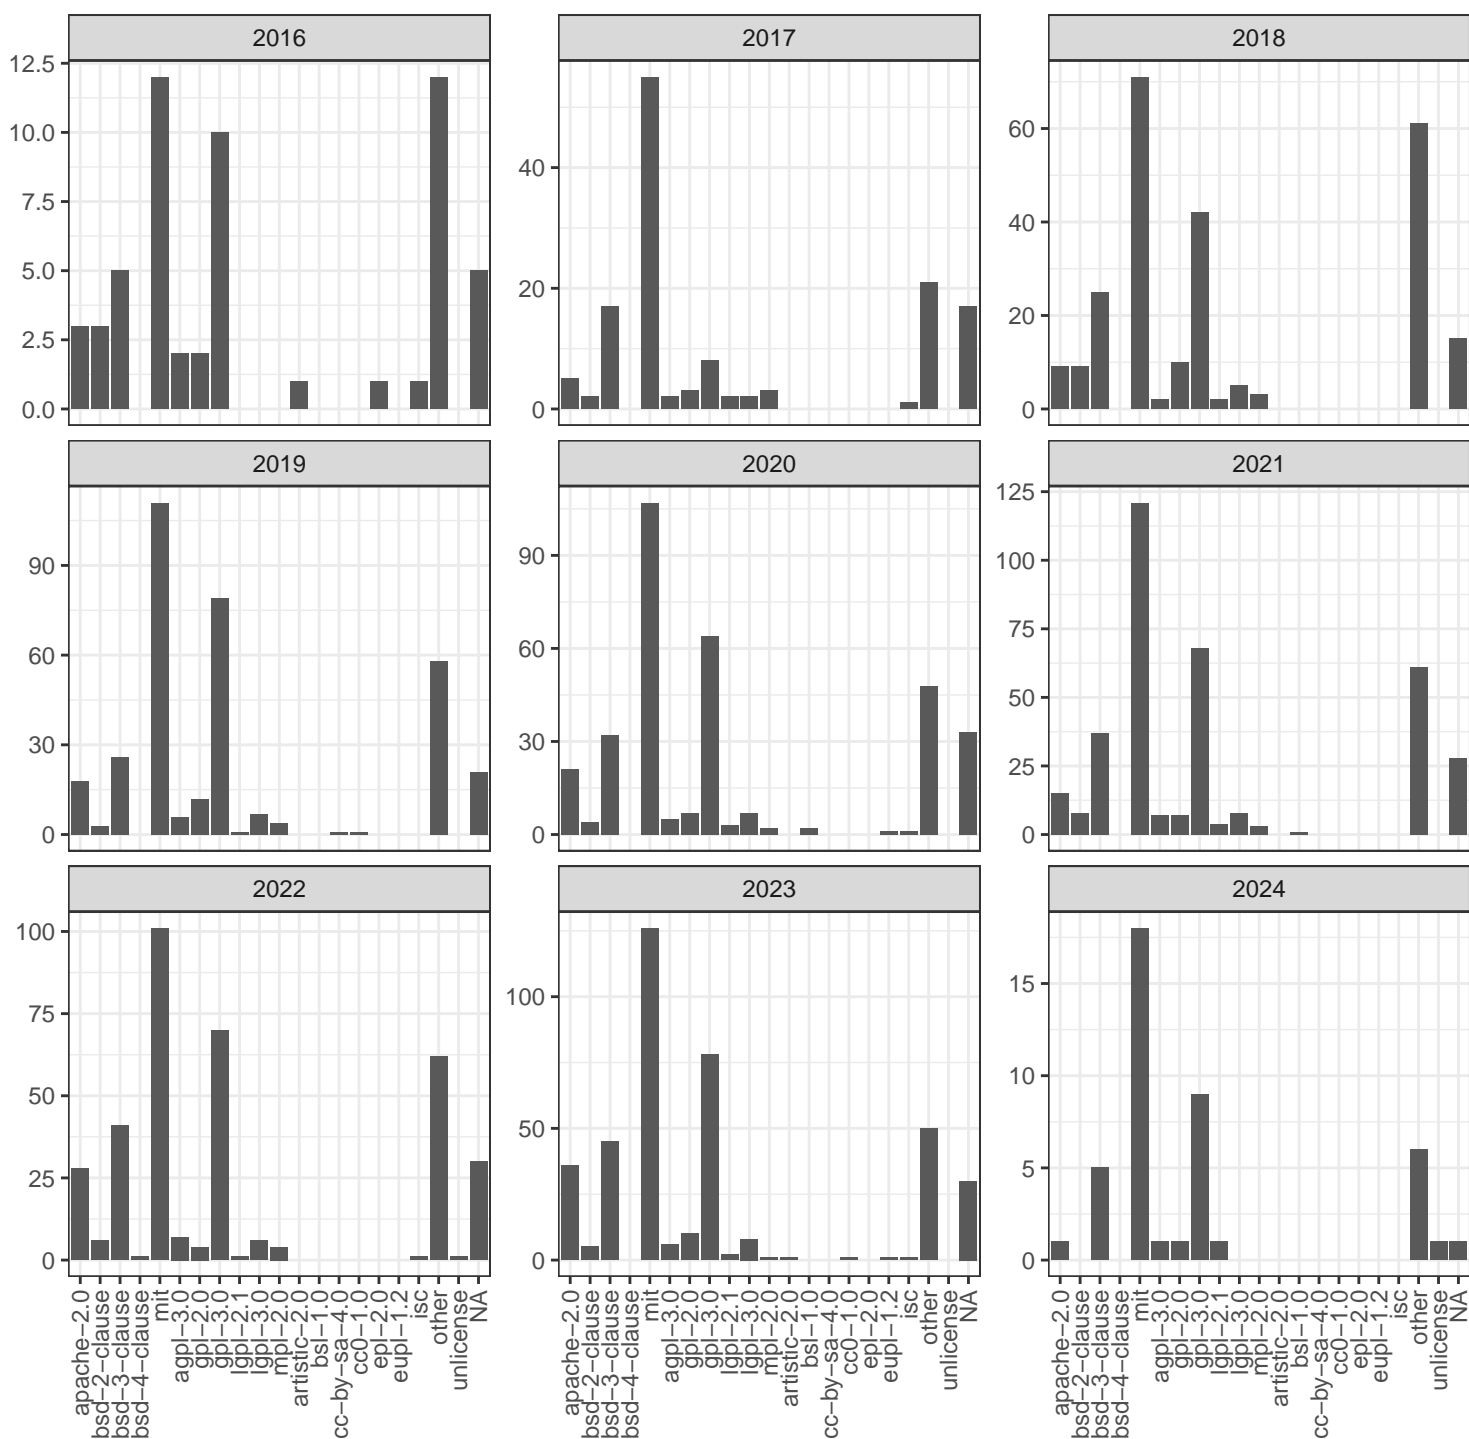 2016
2017
2018
12.5
10.0
7.5
5.0
2.5
0.0
40
20
0
60
40
20
0
2019
2020
2021
90
60
30
0
90
60
30
0
125
100
75
50
25
0
2022
2023
2024
100
75
50
25
0
100
50
0
15
10
5
0
apache−2.0
bsd−2−clause
bsd−3−clause
bsd−4−clause
mit
agpl−3.0
gpl−2.0
gpl−3.0
lgpl−2.1
lgpl−3.0
mpl−2.0
artistic−2.0
bsl−1.0
cc−by−sa−4.0
cc0−1.0
epl−2.0
eupl−1.2
isc
other
unlicense
NA
apache−2.0
bsd−2−clause
bsd−3−clause
bsd−4−clause
mit
agpl−3.0
gpl−2.0
gpl−3.0
lgpl−2.1
lgpl−3.0
mpl−2.0
artistic−2.0
bsl−1.0
cc−by−sa−4.0
cc0−1.0
epl−2.0
eupl−1.2
isc
other
unlicense
NA
apache−2.0
bsd−2−clause
bsd−3−clause
bsd−4−clause
mit
agpl−3.0
gpl−2.0
gpl−3.0
lgpl−2.1
lgpl−3.0
mpl−2.0
artistic−2.0
bsl−1.0
cc−by−sa−4.0
cc0−1.0
epl−2.0
eupl−1.2
isc
other
unlicense
NA